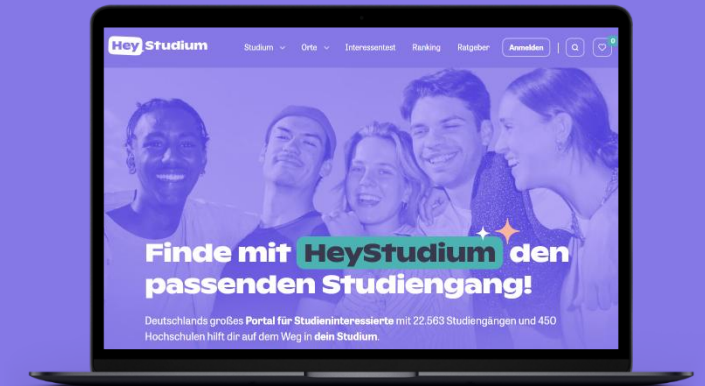 Hey Studium
Studium Orte Interessentest Ranking Ratgeber Anmelden
0
Finde mit HeyStudium den
passenden Studiengang!
Deutschlands großes Portal für Studieninteressierte mit 22.563 Studiengängen und 450
Hochschulen hilft dir auf dem Weg in dein Studium.